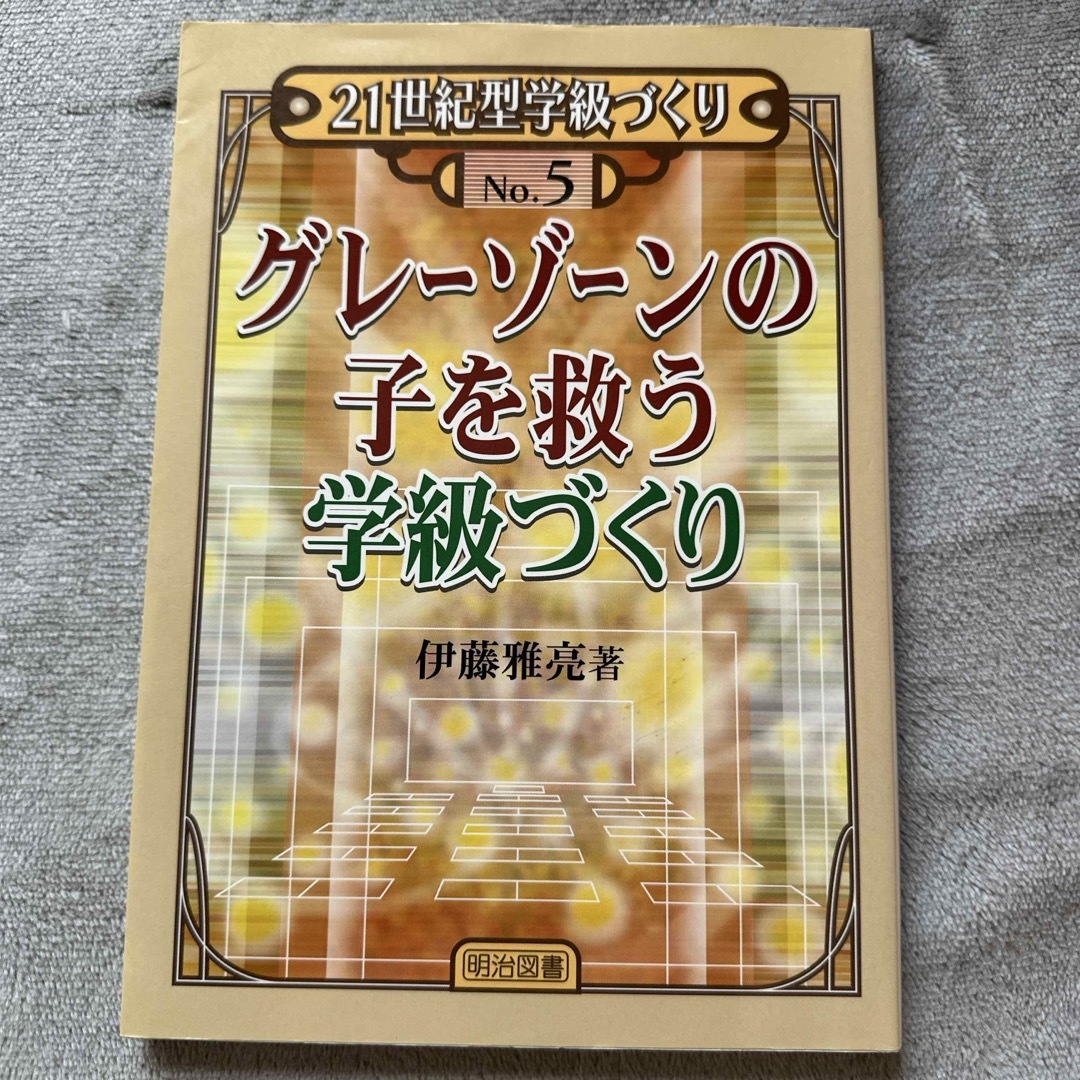 21世紀型学級づくり
No.5
グレーゾーンの
子を救う
学級づくり
伊藤雅亮著
明治図書